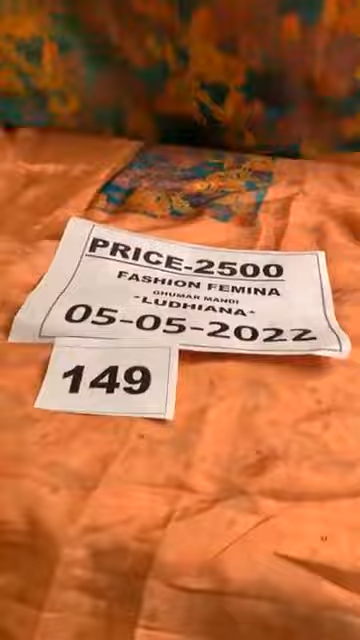 PRICE-2500
FASHION FEMINA
GHUMAR MANDI
-LUDHIANA-
05-05-2022
149